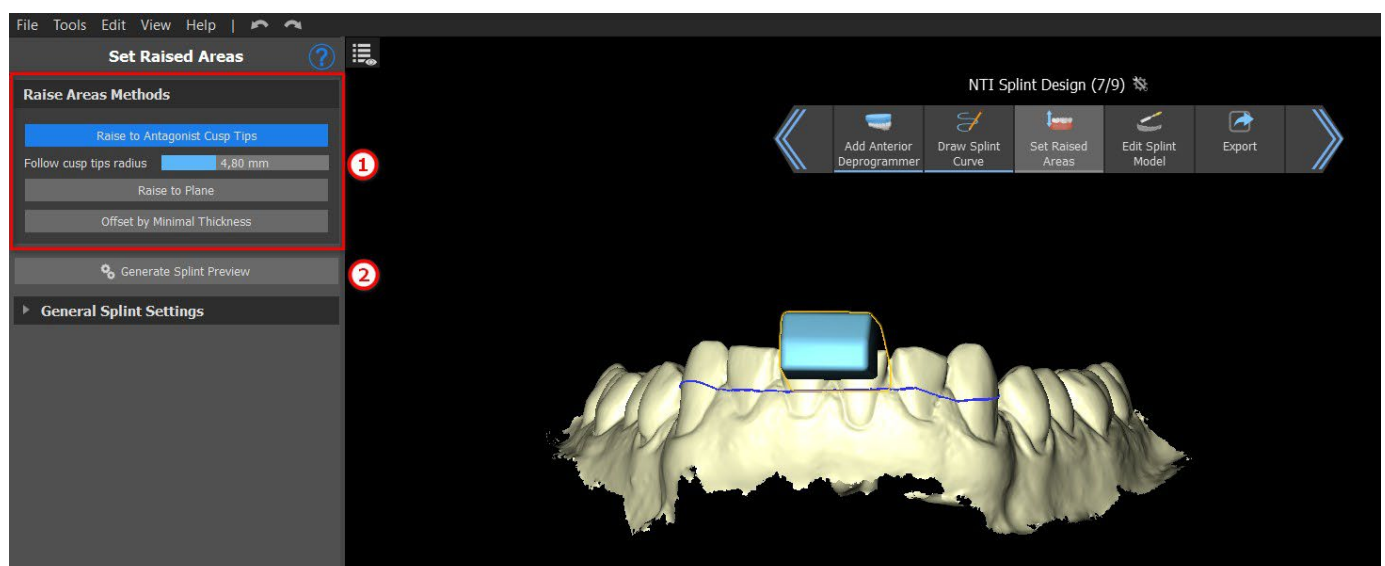 File Tools Edit View Help |
Set Raised Areas ?
Raise Areas Methods
Raise to Antagonist Cusp Tips
Follow cusp tips radius 4,80 mm
1
Raise to Plane
Offset by Minimal Thickness
Generate Splint Preview
2
General Splint Settings
NTI Splint Design (7/9)
Add Anterior
Deprogrammer
Draw Splint
Curve
Set Raised
Areas
Edit Splint
Model
Export